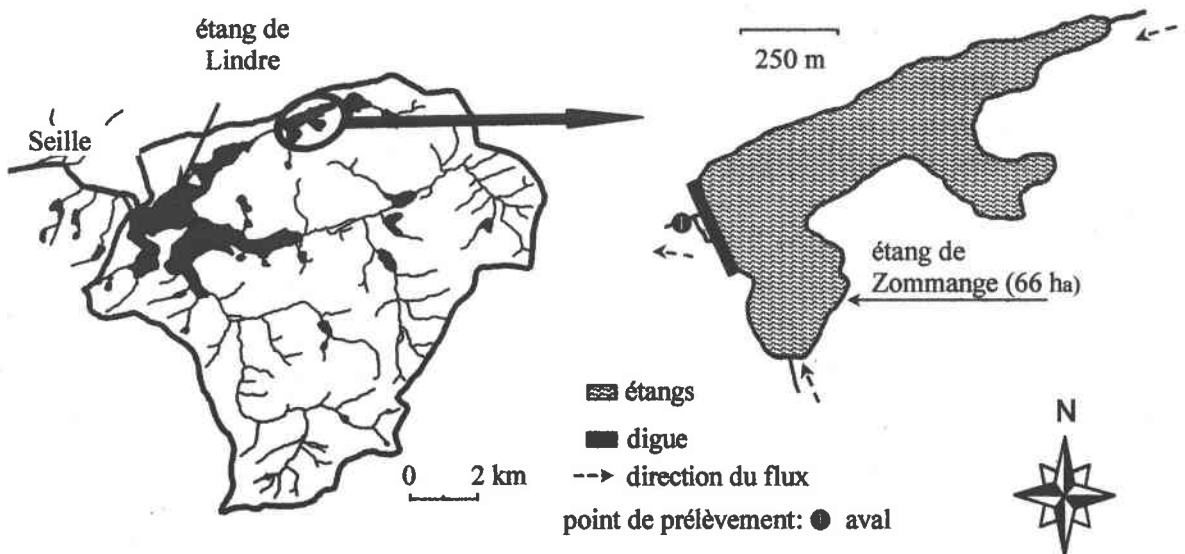 étang de
Lindre
Seille
0 2 km
250 m
étang de
Zommange (66 ha)
étangs
digue
direction du flux
point de prélèvement: aval
N